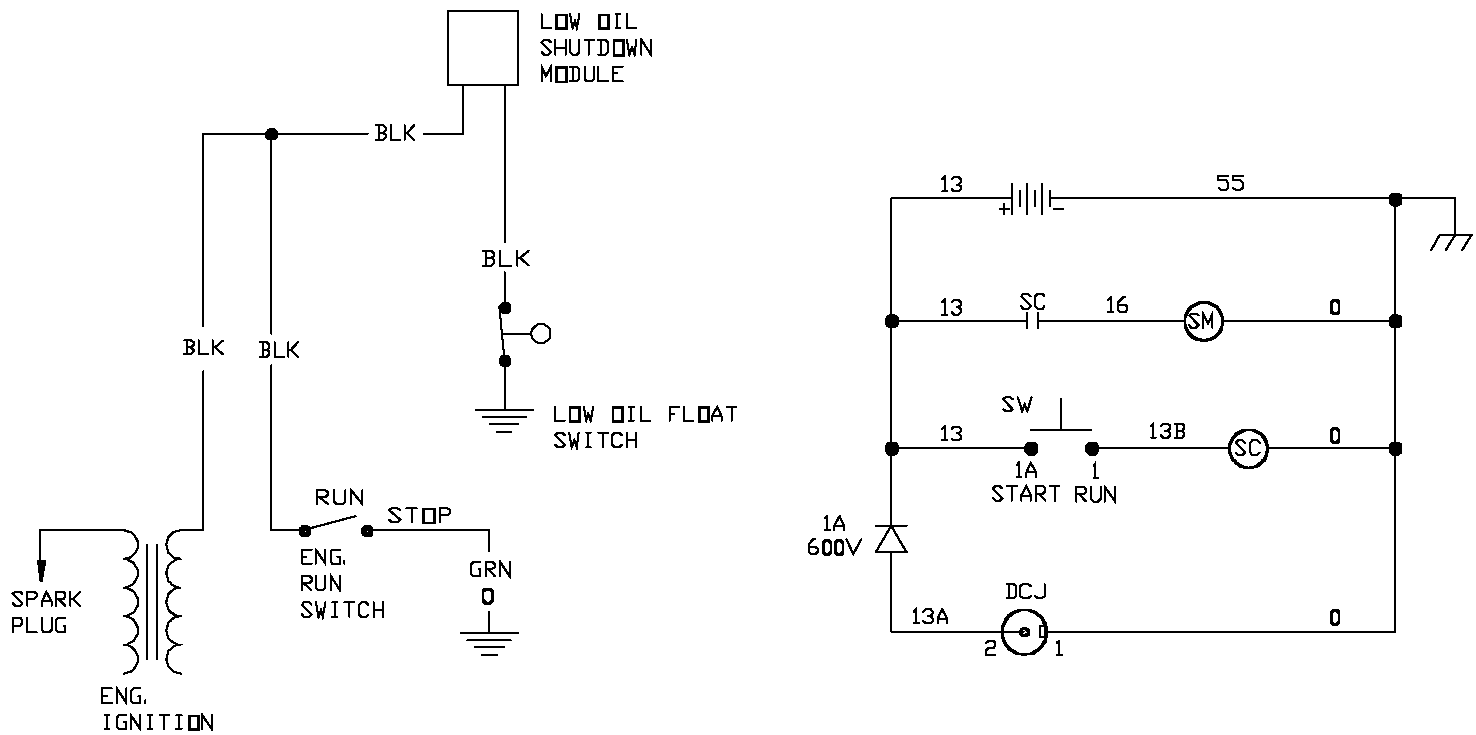 LOW OIL
SHUTDOWN
MODULE
BLK
BLK
BLK
BLK
LOW OIL FLOAT
SWITCH
RUN
STOP
ENG.
RUN
SWITCH
GRN
0
SPARK
PLUG
ENG.
IGNITION
13
+
-
55
13
SC
16
SM
0
SW
13
13B
SC
0
1A
1
START RUN
1A
600V
DCJ
13A
2
1
0